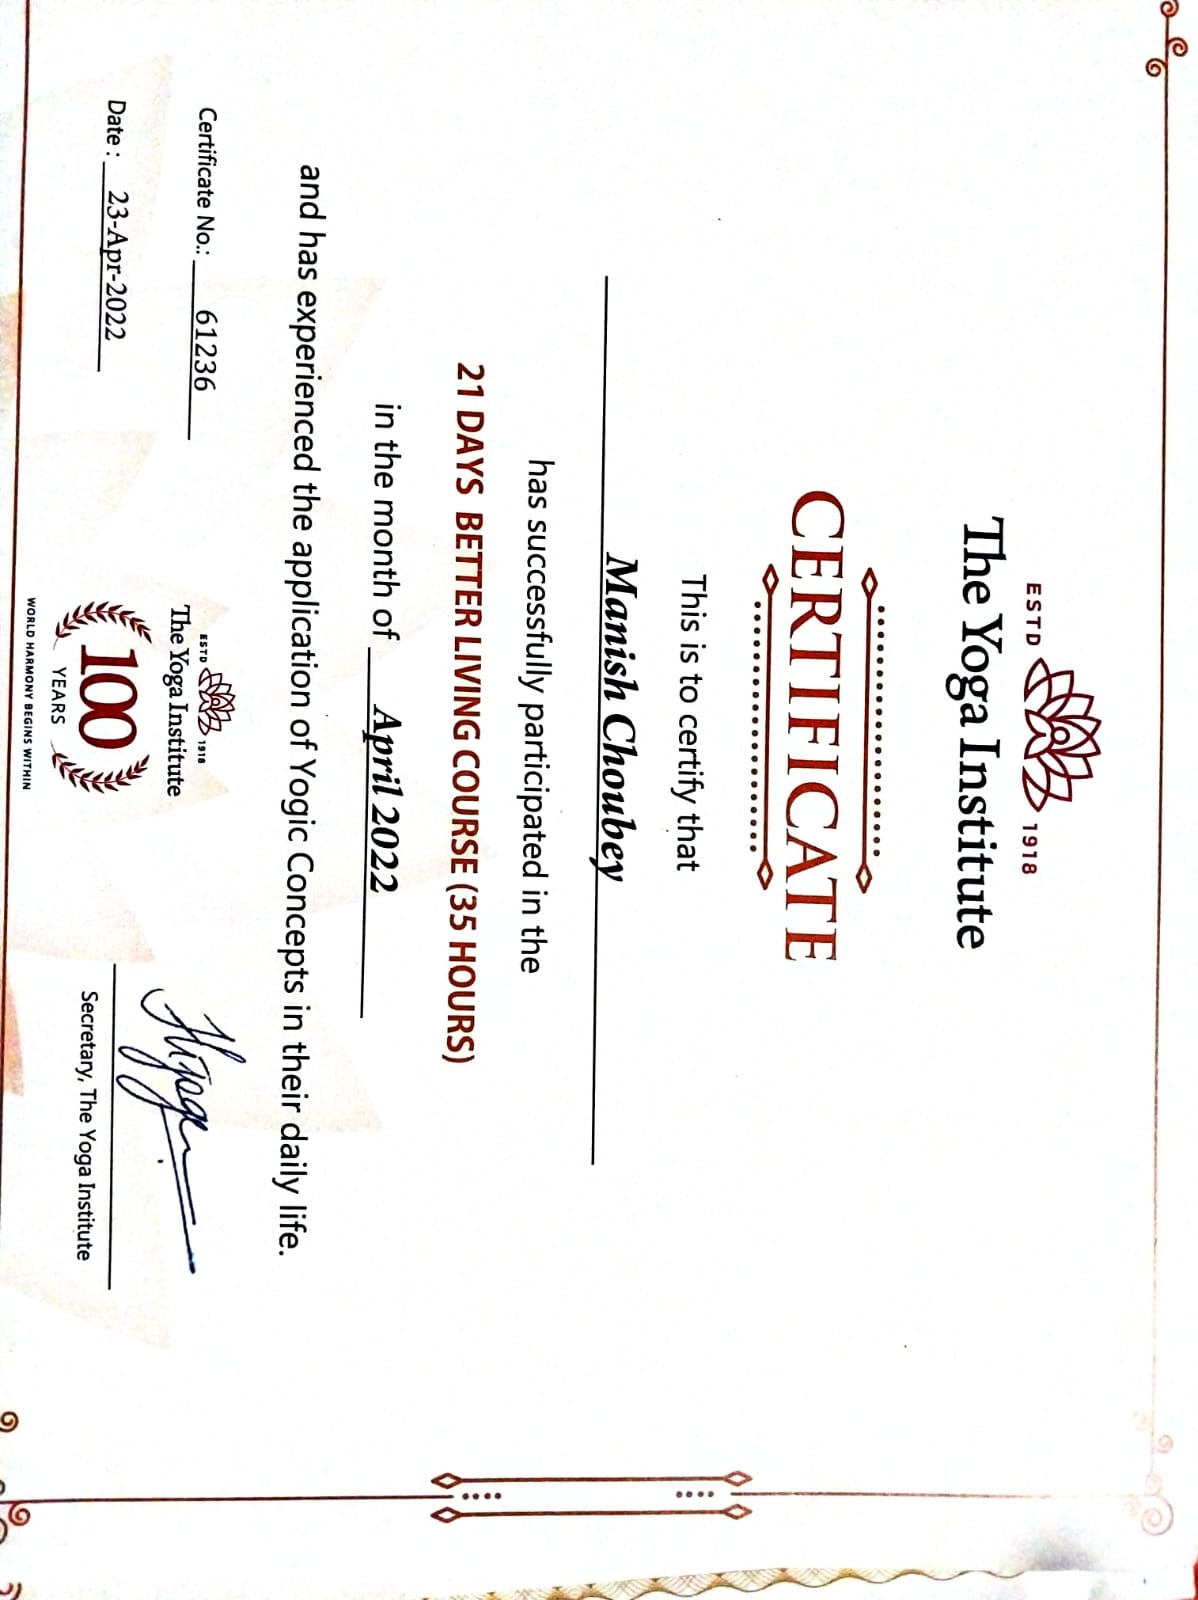 ESTD 1918
The Yoga Institute
CERTIFICATE
This is to certify that
Manish Choubey
has successfully participated in the
21 DAYS BETTER LIVING COURSE (35 HOURS)
in the month of April 2022
and has experienced the application of Yogic Concepts in their daily life.
Certificate No.: 61236
Date : 23-Apr-2022
ESTD 1918
The Yoga Institute
100
YEARS
WORLD HARMONY BEGINS WITHIN
Secretary, The Yoga Institute